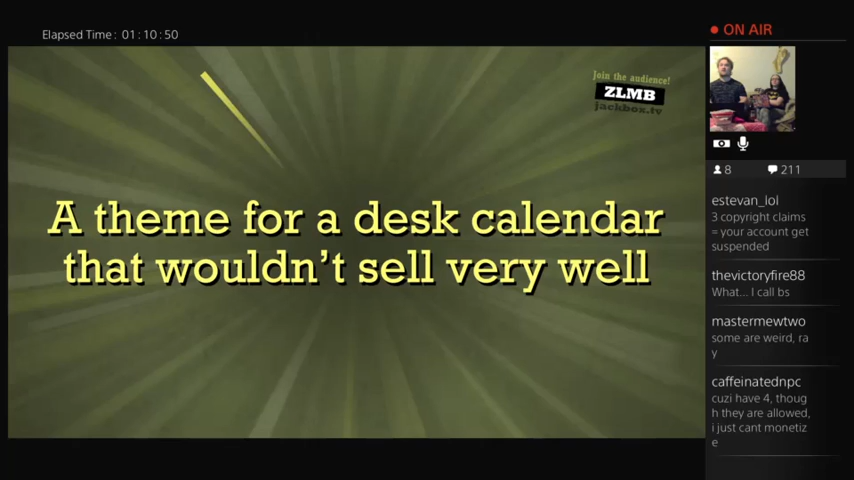 Elapsed Time: 01:10:50
ON AIR
Join the audience!
ZLMB
jackbox.tv
A theme for a desk calendar
that wouldn't sell very well
8
211
estevan_lol
3 copyright claims
= your account get
suspended
thevictoryfire88
What... I call bs
mastermewtwo
some are weird, ra
y
caffeinatednpc
cuzi have 4, thoug
h they are allowed,
i just cant monetiz
e